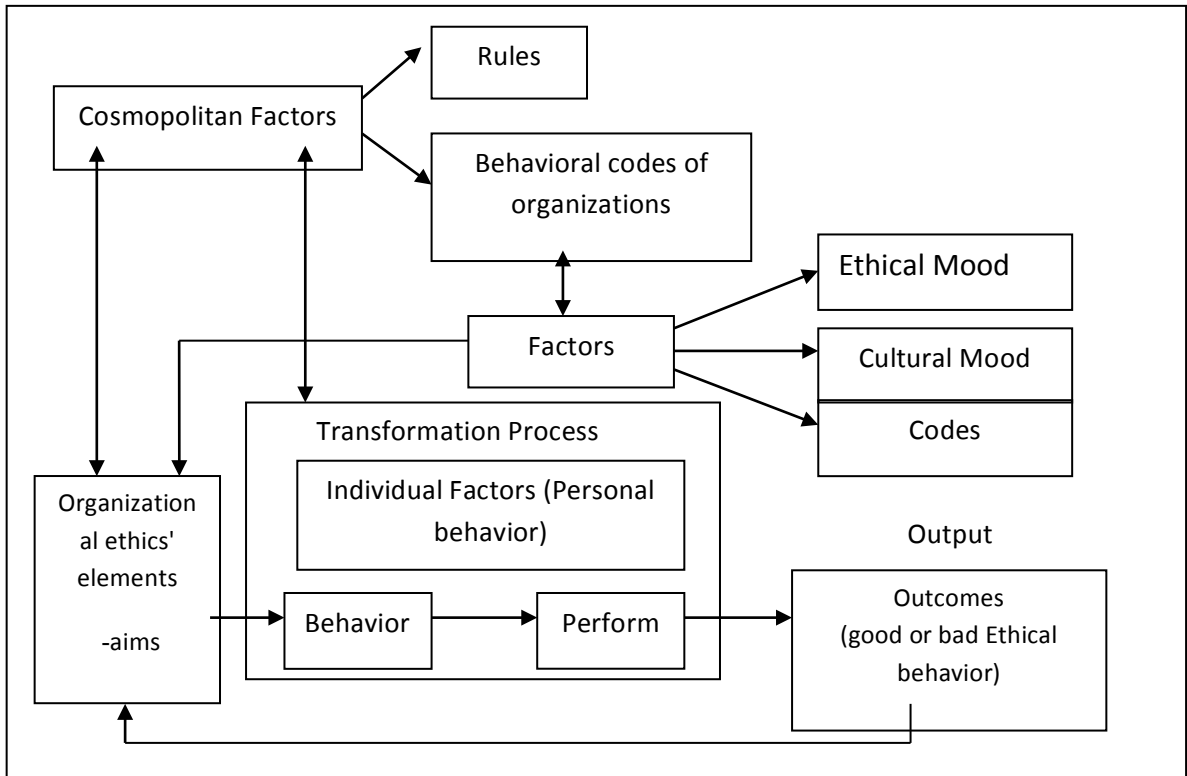 Rules
Cosmopolitan Factors
Behavioral codes of
organizations
Ethical Mood
Factors
Cultural Mood
Codes
Transformation Process
Individual Factors (Personal
behavior)
Organization
al ethics'
elements
-aims
Behavior
Perform
Output
Outcomes
(good or bad Ethical
behavior)